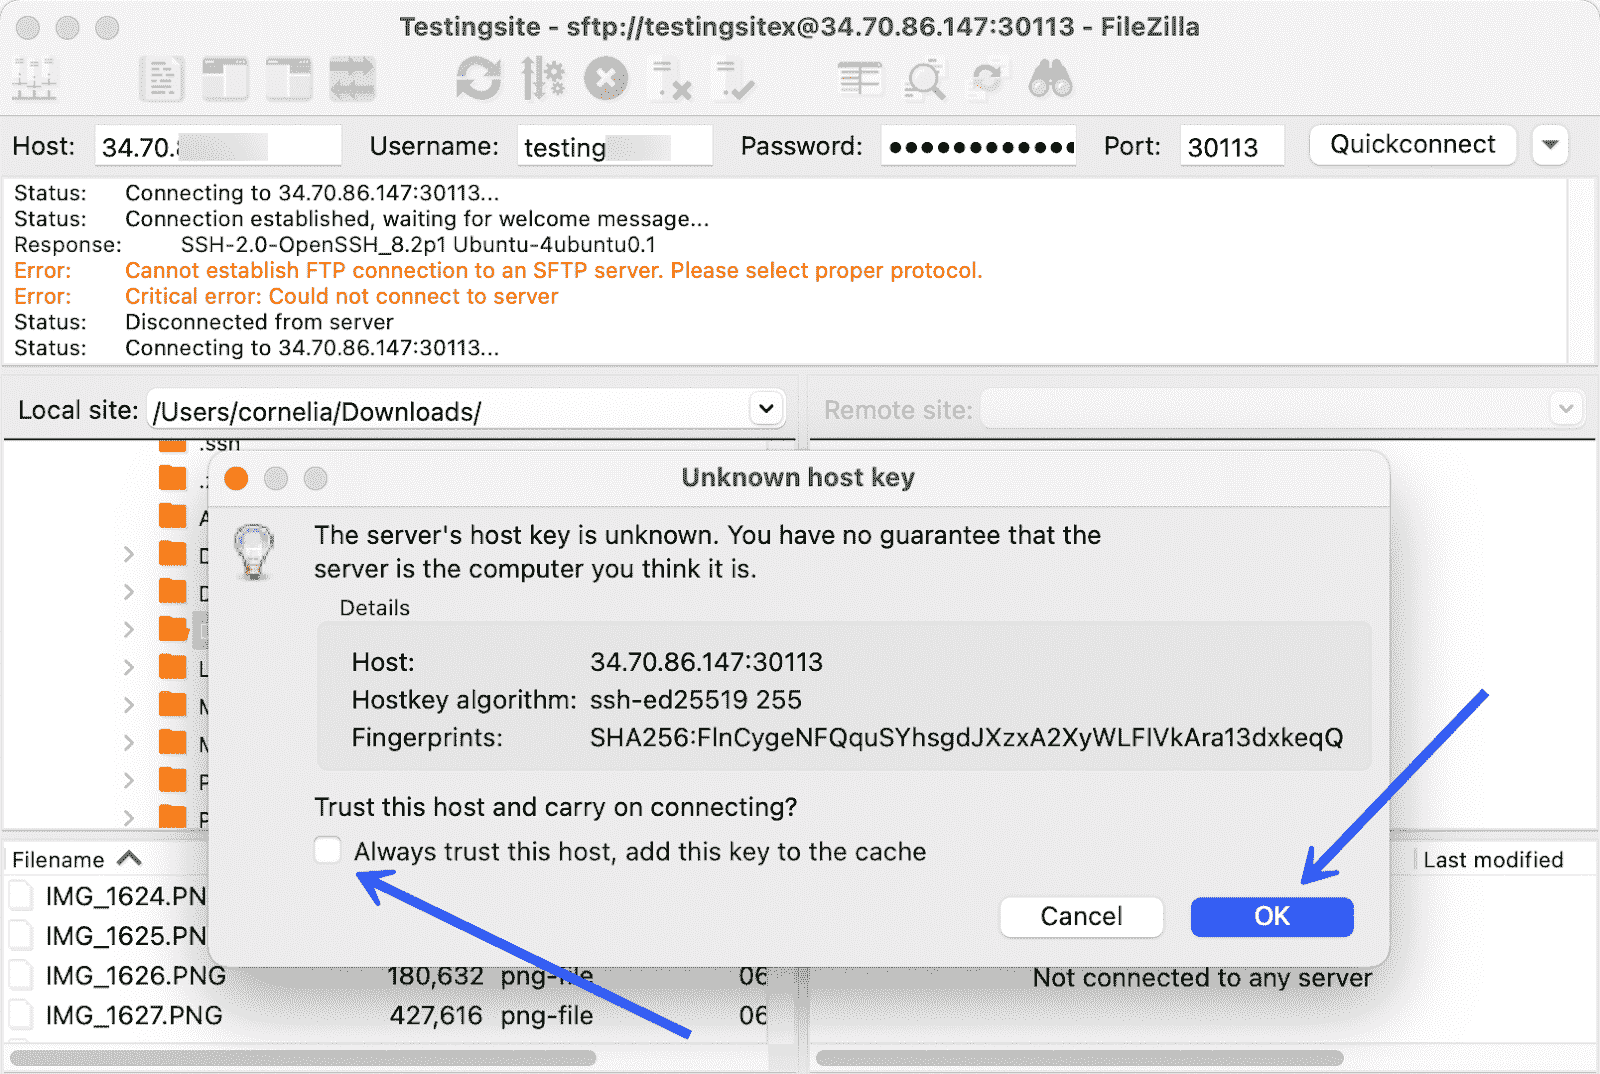 Testingsite - sftp://testingsitex@34.70.86.147:30113 - FileZilla
Host: 34.70. Username: testing Password: ●●●●●●●●●●●● Port: 30113 Quickconnect
Status: Connecting to 34.70.86.147:30113...
Status: Connection established, waiting for welcome message...
Response: SSH-2.0-OpenSSH_8.2p1 Ubuntu-4ubuntu0.1
Error: Cannot establish FTP connection to an SFTP server. Please select proper protocol.
Error: Critical error: Could not connect to server
Status: Disconnected from server
Status: Connecting to 34.70.86.147:30113...
Local site: /Users/cornelia/Downloads/ Remote site:
.ssh
Unknown host key
The server's host key is unknown. You have no guarantee that the
server is the computer you think it is.
Details
Host: 34.70.86.147:30113
Hostkey algorithm: ssh-ed25519 255
Fingerprints: SHA256:FlnCygeNFQquSYhsgdJXzxA2XyWLFIVkAra13dxkeqQ
Trust this host and carry on connecting?
Always trust this host, add this key to the cache
Cancel OK
Filename Last modified
IMG_1624.PN
IMG_1625.PN
IMG_1626.PNG 180,632 png-file 06
IMG_1627.PNG 427,616 png-file 06
Not connected to any server